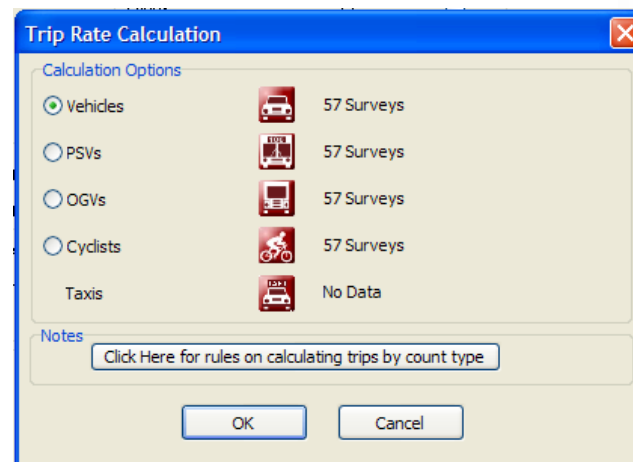 Trip Rate Calculation
Calculation Options
Vehicles 57 Surveys
PSVs 57 Surveys
OGVs 57 Surveys
Cyclists 57 Surveys
TAXI
Taxis No Data
Notes
Click Here for rules on calculating trips by count type
OK Cancel